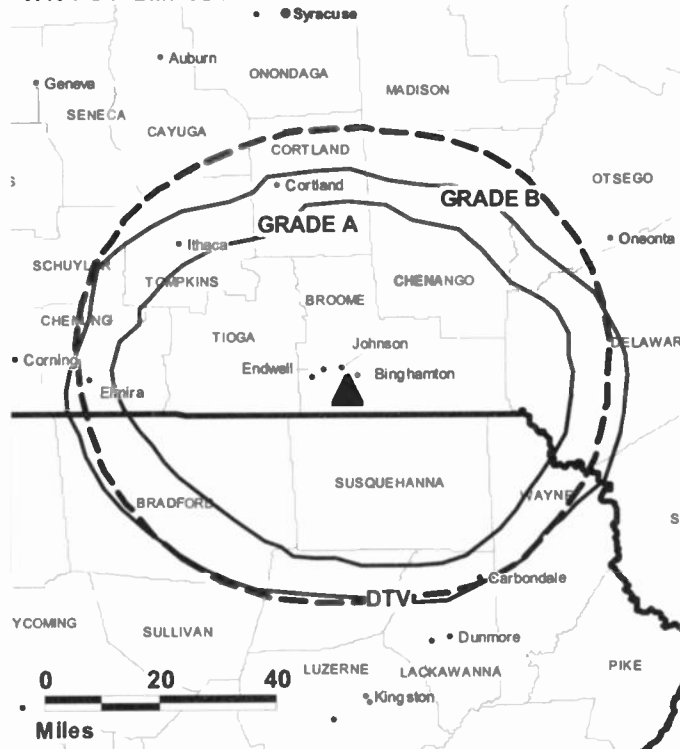 Syracuse
Auburn
ONONDAGA
Geneva
MADISON
SENECA
CAYUGA
CORTLAND
OTSEGO
Cortland
GRADE B
GRADE A
Oneonta
Ithaca
SCHUYLER
TOMPKINS
CHENANGO
BROOME
CHEMUNG
TIOGA
Johnson
DELAWAR
Corning
Endwell
Binghamton
Elmira
SUSQUEHANNA
BRADFORD
WAYNE
S
Carbondale
DTV
YCOMING
SULLIVAN
Dunmore
LUZERNE
LACKAWANNA
PIKE
0 20 40
Kingston
Miles